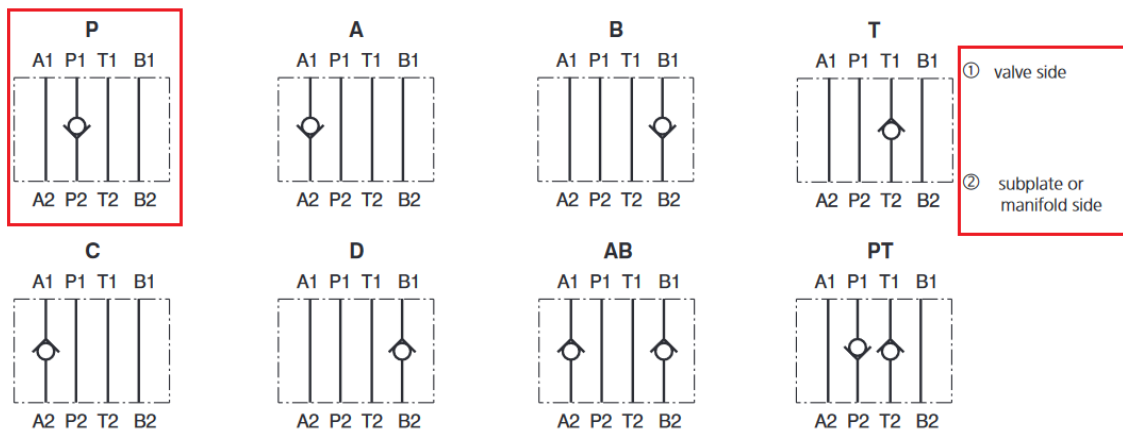 P A B T
A1 P1 T1 B1 A1 P1 T1 B1 A1 P1 T1 B1 A1 P1 T1 B1
① valve side
A2 P2 T2 B2 A2 P2 T2 B2 A2 P2 T2 B2 A2 P2 T2 B2
② subplate or
manifold side
C D AB PT
A1 P1 T1 B1 A1 P1 T1 B1 A1 P1 T1 B1 A1 P1 T1 B1
A2 P2 T2 B2 A2 P2 T2 B2 A2 P2 T2 B2 A2 P2 T2 B2